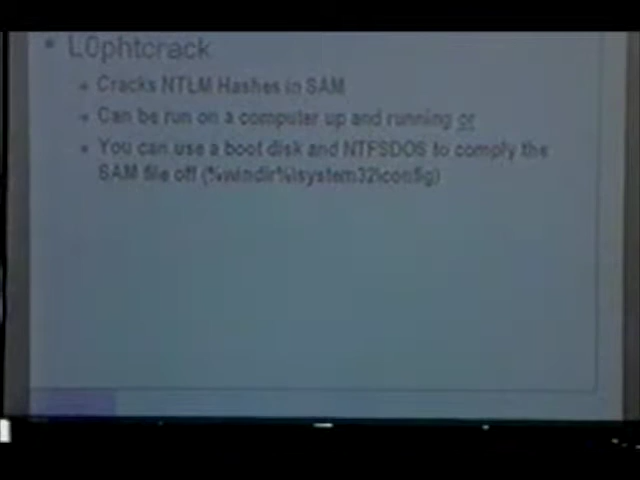 • L0phtcrack
Cracks NTLM Hashes in SAM
Can be run on a computer up and running or
You can use a boot disk and NTFSDOS to comply the
SAM file off (%windir%\system32\config)